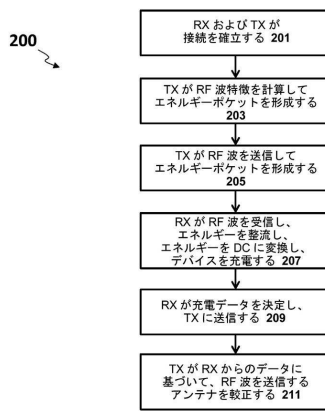 200
RX および TX が
接続を確立する 201
TX が RF 波特徴を計算して
エネルギーポケットを形成する
203
TX が RF 波を送信して
エネルギーポケットを形成する
205
RX が RF 波を受信し、
エネルギーを整流し、
エネルギーを DC に変換し、
デバイスを充電する 207
RX が充電データを決定し、
TX に送信する 209
TX が RX からのデータに
基づいて、RF 波を送信する
アンテナを較正する 211